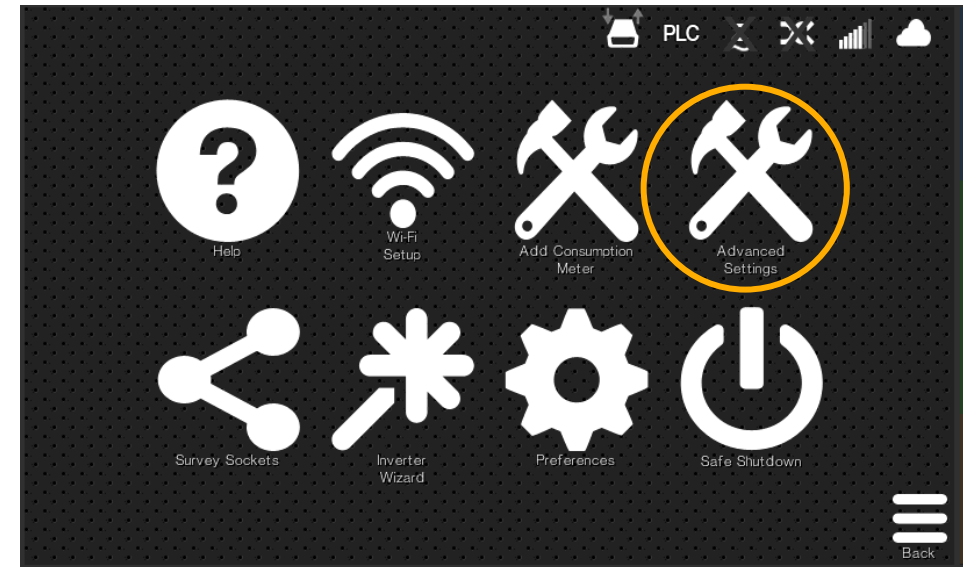 PLC
?
Help
Wi-Fi
Setup
Add Consumption
Meter
Advanced
Settings
Survey Sockets
Inverter
Wizard
Preferences
Safe Shutdown
Back